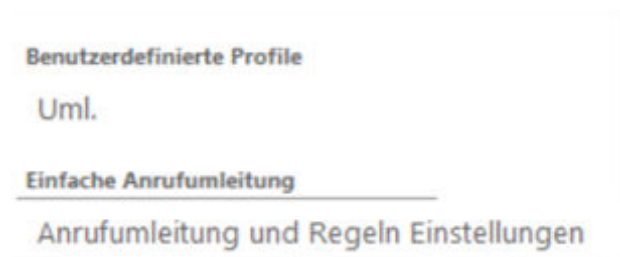 Benutzerdefinierte Profile
Uml.
Einfache Anrufumleitung
Anrufumleitung und Regeln Einstellungen